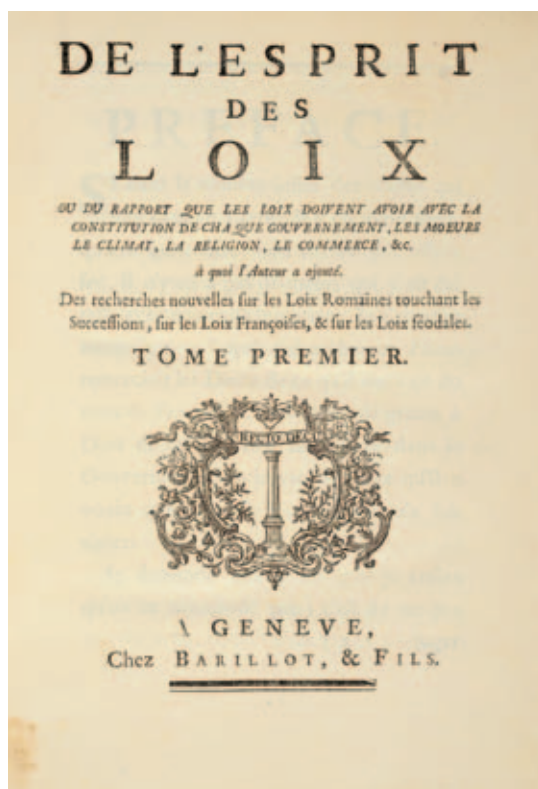 DE L'ESPRIT
DES
LOIX
OU DU RAPPORT QUE LES LOIX DOIVENT AVOIR AVEC LA
CONSTITUTION DE CHAQUE GOUVERNEMENT, LES MOEURS
LE CLIMAT, LA RELIGION, LE COMMERCE, &c.
à quoi l'Auteur a ajouté.
Des recherches nouvelles sur les Loix Romaines touchant les
Successions, sur les Loix Françoises, & sur les Loix féodales.
TOME PREMIER.
RECTO DECUS
\ GENEVE,
Chez BARILLOT, & FILS.